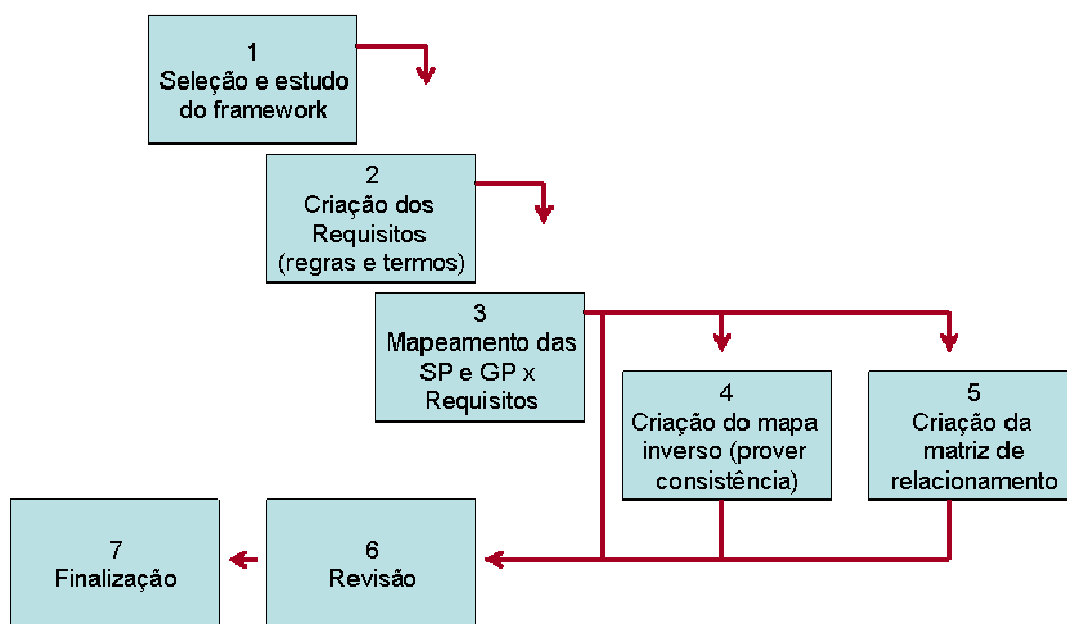 1
Seleção e estudo
do framework
2
Criação dos
Requisitos
(regras e termos)
3
Mapeamento das
SP e GP x
Requisitos
4
Criação do mapa
inverso (prover
consistência)
5
Criação da
matriz de
relacionamento
7
Finalização
6
Revisão